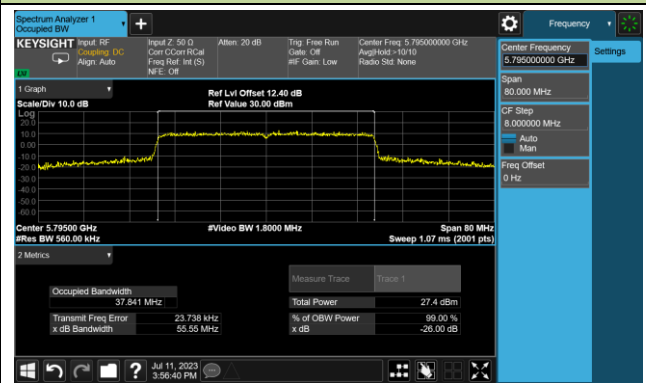 Spectrum Analyzer 1
Occupied BW
Frequency
KEYSIGHT
Input: RF
Coupling: DC
Align: Auto
Input Z: 50 Ω
Corr CCorr RCal
Freq Ref: Int (S)
NFE: Off
Atten: 20 dB
Trig: Free Run
Gate: Off
#IF Gain: Low
Center Freq: 5.795000000 GHz
Avg|Hold:>10/10
Radio Std: None
Center Frequency
5.795000000 GHz
Settings
Span
80.000 MHz
CF Step
8.000000 MHz
Auto
Man
Freq Offset
0 Hz
1 Graph
Scale/Div 10.0 dB
Ref Lvl Offset 12.40 dB
Ref Value 30.00 dBm
Log
20.0
10.0
0.00
-10.0
-20.0
-30.0
-40.0
-50.0
-60.0
Center 5.79500 GHz
#Video BW 1.8000 MHz
Span 80 MHz
#Res BW 560.00 kHz
Sweep 1.07 ms (2001 pts)
2 Metrics
Measure Trace
Trace 1
Occupied Bandwidth
37.841 MHz
Total Power
27.4 dBm
Transmit Freq Error
23.738 kHz
% of OBW Power
99.00 %
x dB Bandwidth
55.55 MHz
x dB
-26.00 dB
Jul 11, 2023
3:56:40 PM